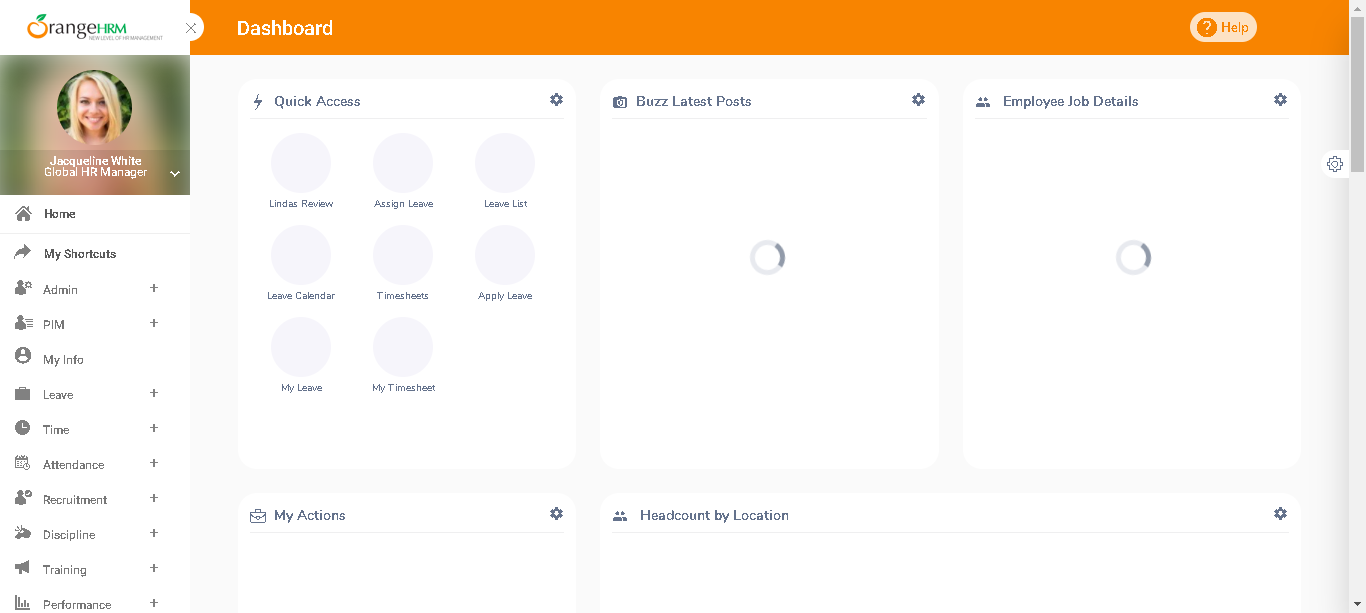 OrangeHRM
NEW LEVEL OF HR MANAGEMENT
Dashboard
? Help
Jacqueline White
Global HR Manager
Home
My Shortcuts
Admin +
PIM +
My Info
Leave +
Time +
Attendance +
Recruitment +
Discipline +
Training +
Performance +
Quick Access
Lindas Review
Assign Leave
Leave List
Leave Calendar
Timesheets
Apply Leave
My Leave
My Timesheet
Buzz Latest Posts
Employee Job Details
My Actions
Headcount by Location